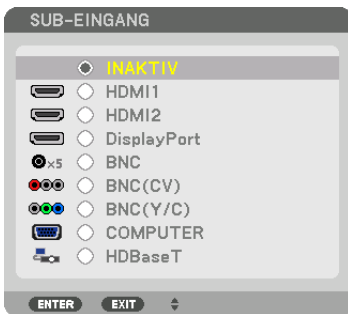 SUB-EINGANG
INAKTIV
HDMI1
HDMI2
DisplayPort
×5 BNC
BNC(CV)
BNC(Y/C)
COMPUTER
HDBaseT
ENTER EXIT